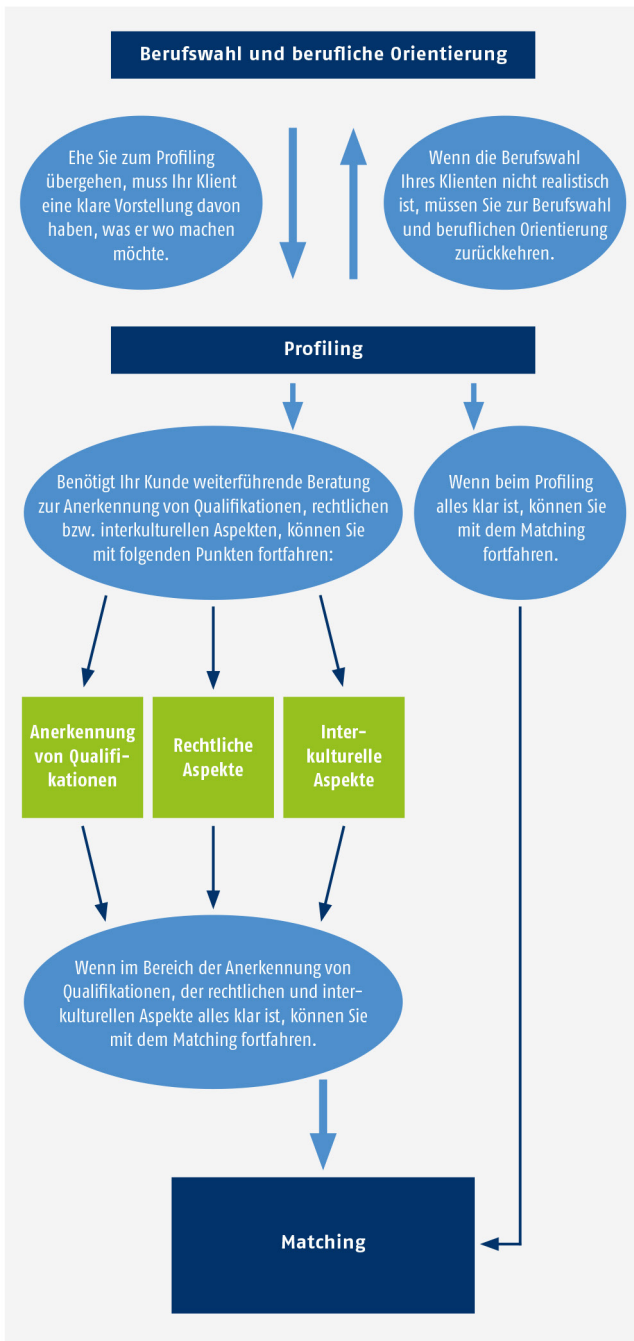 Berufswahl und berufliche Orientierung
Ehe Sie zum Profiling
übergehen, muss Ihr Klient
eine klare Vorstellung davon
haben, was er wo machen
möchte.
Wenn die Berufswahl
Ihres Klienten nicht realistisch
ist, müssen Sie zur Berufswahl
und beruflichen Orientierung
zurückkehren.
Profiling
Benötigt Ihr Kunde weiterführende Beratung
zur Anerkennung von Qualifikationen, rechtlichen
bzw. interkulturellen Aspekten, können Sie
mit folgenden Punkten fortfahren:
Wenn beim Profiling
alles klar ist, können Sie
mit dem Matching
fortfahren.
Anerkennung
von Qualifi-
kationen
Rechtliche
Aspekte
Inter-
kulturelle
Aspekte
Wenn im Bereich der Anerkennung von
Qualifikationen, der rechtlichen und inter-
kulturellen Aspekte alles klar ist, können Sie
mit dem Matching fortfahren.
Matching